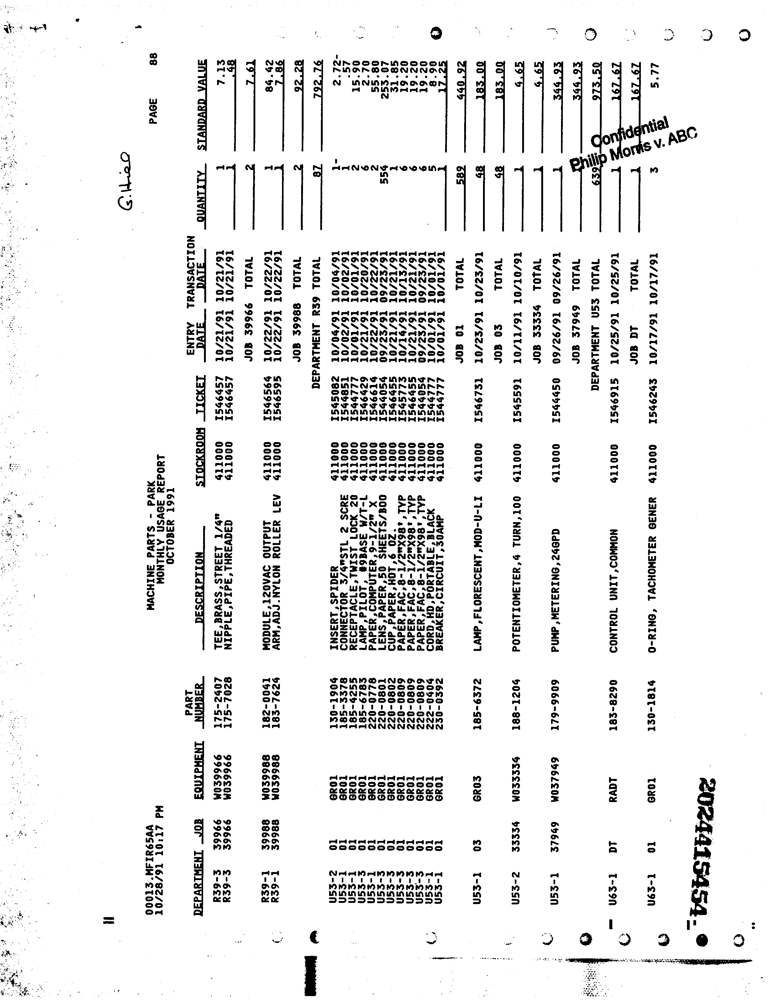 G. Hizo
00013.MFIR65AA MACHINE PARTS - PARK PAGE 88
10/28/91 10:17 PM MONTHLY USAGE REPORT
OCTOBER 1991
PART ENTRY TRANSACTION
DEPARTMENT JOB EQUIPMENT NUMBER DESCRIPTION STOCKROOM TICKET DATE DATE QUANTITY STANDARD VALUE
R39-3 39966 W039966 175-2407 TEE,BRASS,STREET 1/4" 411000 I546457 10/21/91 10/21/91 1 7.13
R39-3 39966 W039966 175-7028 NIPPLE,PIPE,THREADED 411000 I546457 10/21/91 10/21/91 1 .48
JOB 39966 TOTAL 2 7.61
R39-1 39988 W039988 182-0041 MODULE,120VAC OUTPUT 411000 I546564 10/22/91 10/22/91 1 84.42
R39-1 39988 W039988 183-7624 ARM,ADJ.NYLON ROLLER LEV 411000 I546595 10/22/91 10/22/91 1 7.86
JOB 39988 TOTAL 2 92.28
DEPARTMENT R39 TOTAL 87 792.76
U53-2 01 GR01 130-1904 INSERT,SPIDER 411000 I545082 10/04/91 10/04/91 1- 2.72-
U53-1 01 GR01 185-3378 CONNECTOR 3/4"STL 2 SCRE 411000 I544851 10/02/91 10/02/91 1 .57
U53-1 01 GR01 185-4255 RECEPTACLE,TWIST LOCK 20 411000 I544777 10/01/91 10/01/91 2 15.90
U53-3 01 GR01 185-6783 LAMP,PILOT, #9BASE W/T-L 411000 I546429 10/21/91 10/20/91 6 2.70
U53-1 01 GR01 220-0778 PAPER,COMPUTER,9-1/2" X 411000 I546614 10/22/91 10/22/91 2 55.80
U53-3 01 GR01 220-0801 LENS,PAPER,50 SHEETS/BOO 411000 I544054 09/23/91 09/23/91 554 253.07
U53-3 01 GR01 220-0802 CUP,PAPER,HOT,6 OZ. 411000 I546455 10/21/91 10/21/91 1 31.85
U53-3 01 GR01 220-0809 PAPER,FAC,8-1/2"X98',TYP 411000 I545773 10/14/91 10/13/91 6 19.20
U53-3 01 GR01 220-0809 PAPER,FAC,8-1/2"X98',TYP 411000 I546455 10/21/91 10/21/91 6 19.20
U53-3 01 GR01 220-0809 PAPER,FAC,8-1/2"X98',TYP 411000 I544054 09/23/91 09/23/91 6 19.20
U53-1 01 GR01 222-0404 CORD,HD,PORTABLE,BLACK 411000 I544777 10/01/91 10/01/91 5 8.90
U53-1 01 GR01 230-0392 BREAKER,CIRCUIT,30AMP 411000 I544777 10/01/91 10/01/91 1 17.25
JOB 01 TOTAL 589 440.92
U53-1 03 GR03 185-6372 LAMP,FLORESCENT,MOD-U-LI 411000 I546731 10/23/91 10/23/91 48 183.00
JOB 03 TOTAL 48 183.00
U53-2 33334 W033334 188-1204 POTENTIOMETER,4 TURN,100 411000 I545591 10/11/91 10/10/91 1 4.65
JOB 33334 TOTAL 1 4.65
U53-1 37949 W037949 179-9909 PUMP,METERING,24GPD 411000 I544450 09/26/91 09/26/91 1 344.93
JOB 37949 TOTAL 1 344.93
DEPARTMENT U53 TOTAL 639 973.50
U63-1 DT RADT 183-8290 CONTROL UNIT,COMMON 411000 I546915 10/25/91 10/25/91 1 167.67
JOB DT TOTAL 1 167.67
U63-1 01 GR01 130-1814 O-RING, TACHOMETER GENER 411000 I546243 10/17/91 10/17/91 3 5.77
Confidential
Philip Morris v. ABC
2024415454